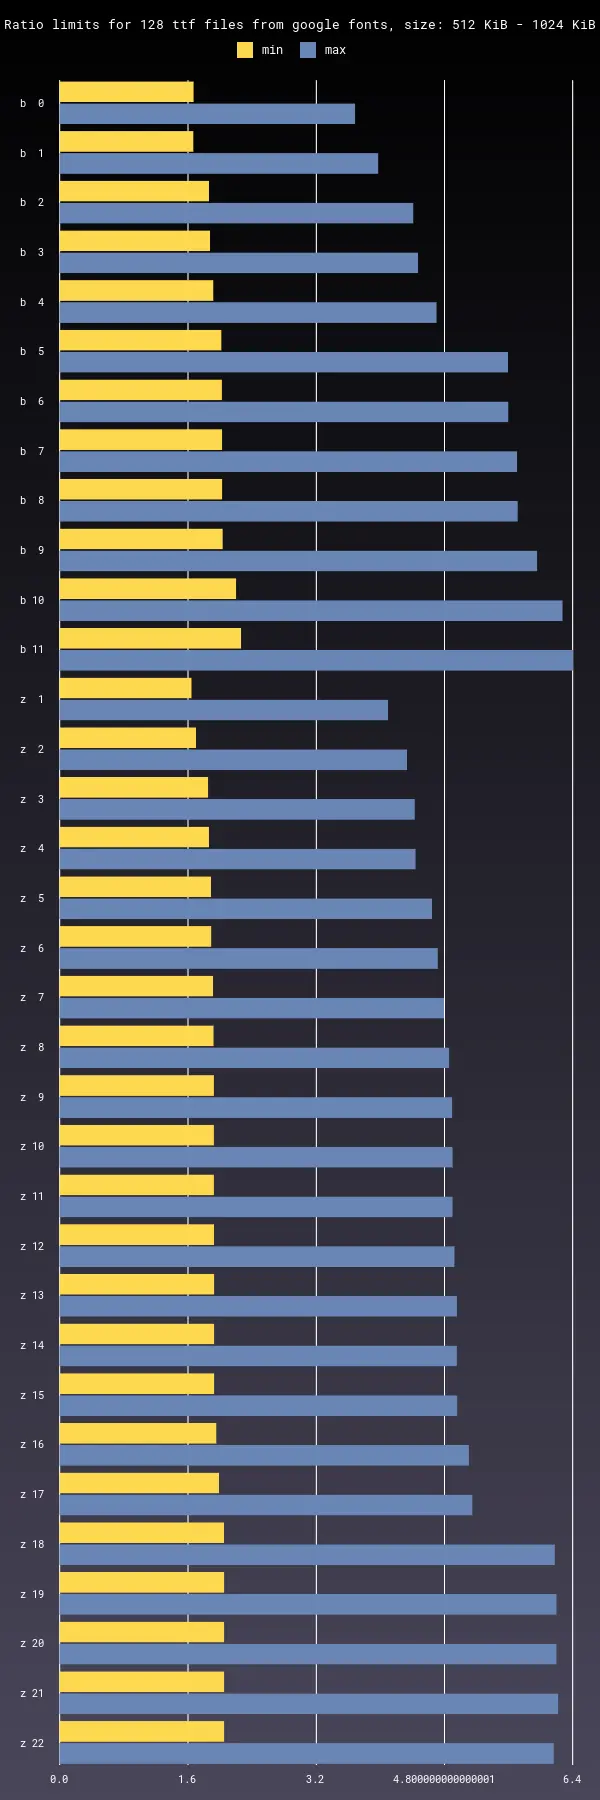 Ratio limits for 128 ttf files from google fonts, size: 512 KiB - 1024 KiB
min max
b 0
b 1
b 2
b 3
b 4
b 5
b 6
b 7
b 8
b 9
b 10
b 11
z 1
z 2
z 3
z 4
z 5
z 6
z 7
z 8
z 9
z 10
z 11
z 12
z 13
z 14
z 15
z 16
z 17
z 18
z 19
z 20
z 21
z 22
0.0 1.6 3.2 4.800000000000001 6.4